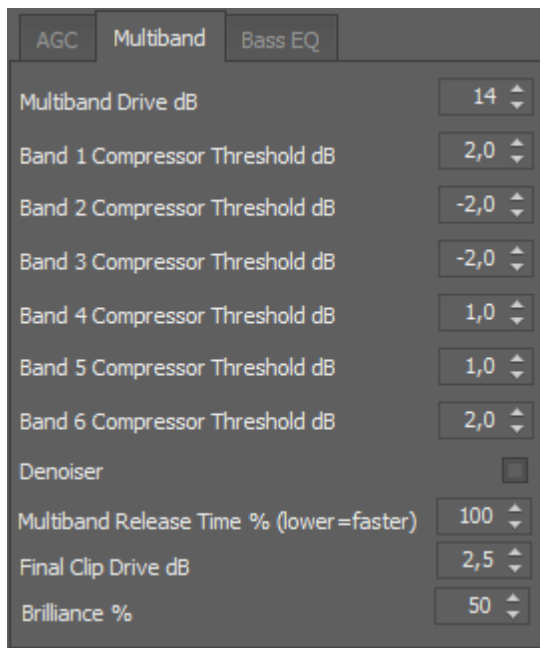 AGC Multiband Bass EQ
Multiband Drive dB 14
Band 1 Compressor Threshold dB 2,0
Band 2 Compressor Threshold dB -2,0
Band 3 Compressor Threshold dB -2,0
Band 4 Compressor Threshold dB 1,0
Band 5 Compressor Threshold dB 1,0
Band 6 Compressor Threshold dB 2,0
Denoiser
Multiband Release Time % (lower=faster) 100
Final Clip Drive dB 2,5
Brilliance % 50